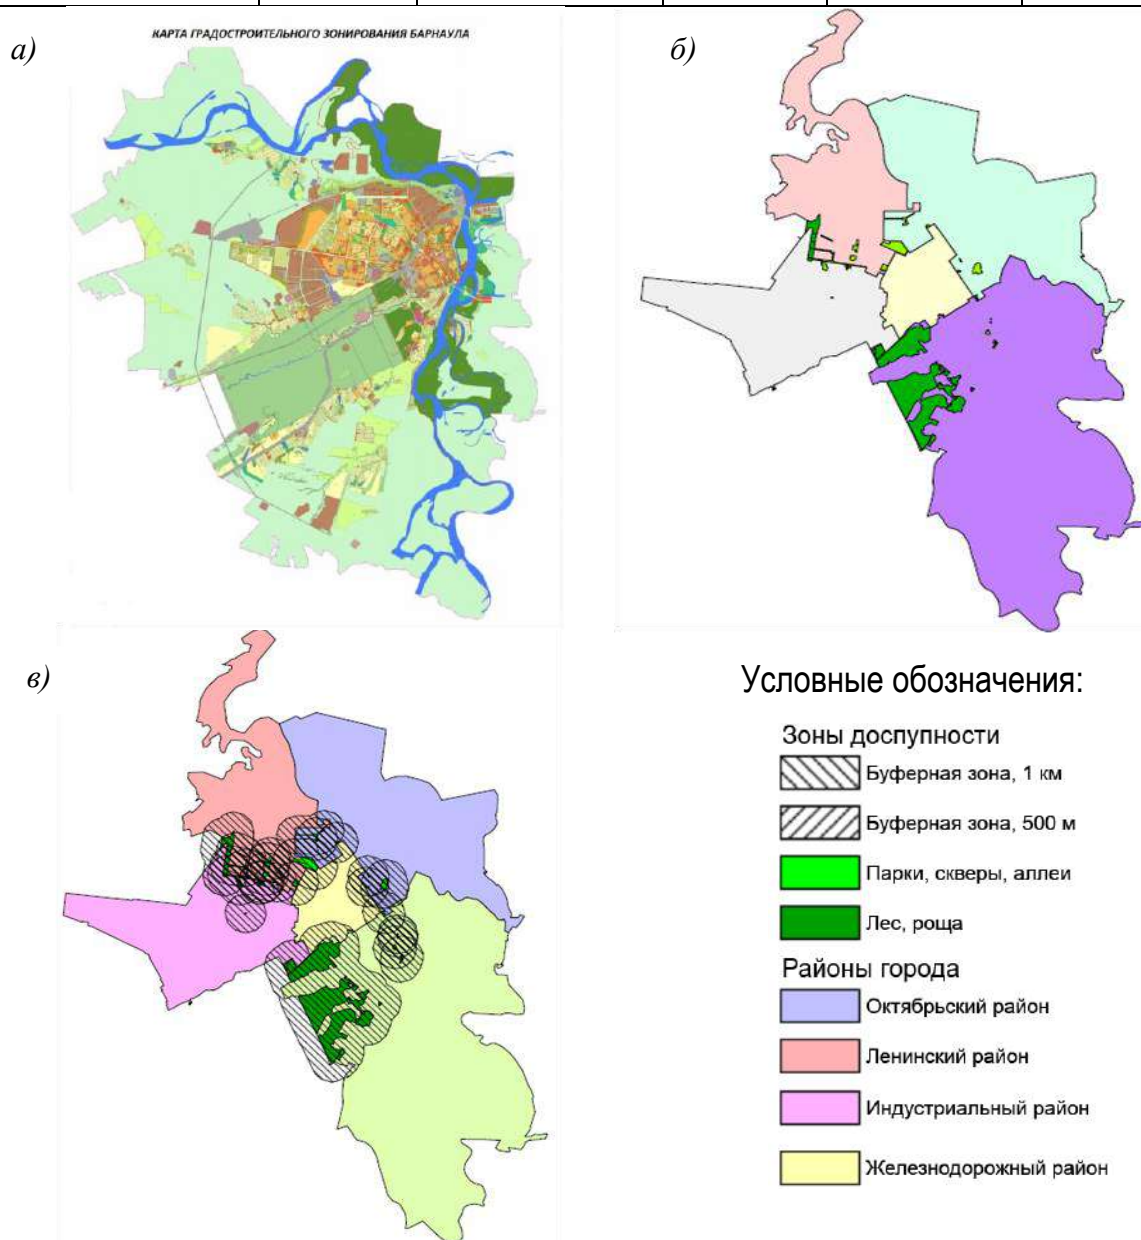 а)
КАРТА ГРАДОСТРОИТЕЛЬНОГО ЗОНИРОВАНИЯ БАРНАУЛА
б)
в)
Условные обозначения:
Зоны доспупности
Буферная зона, 1 км
Буферная зона, 500 м
Парки, скверы, аллеи
Лес, роща
Районы города
Октябрьский район
Ленинский район
Индустриальный район
Железнодорожный район